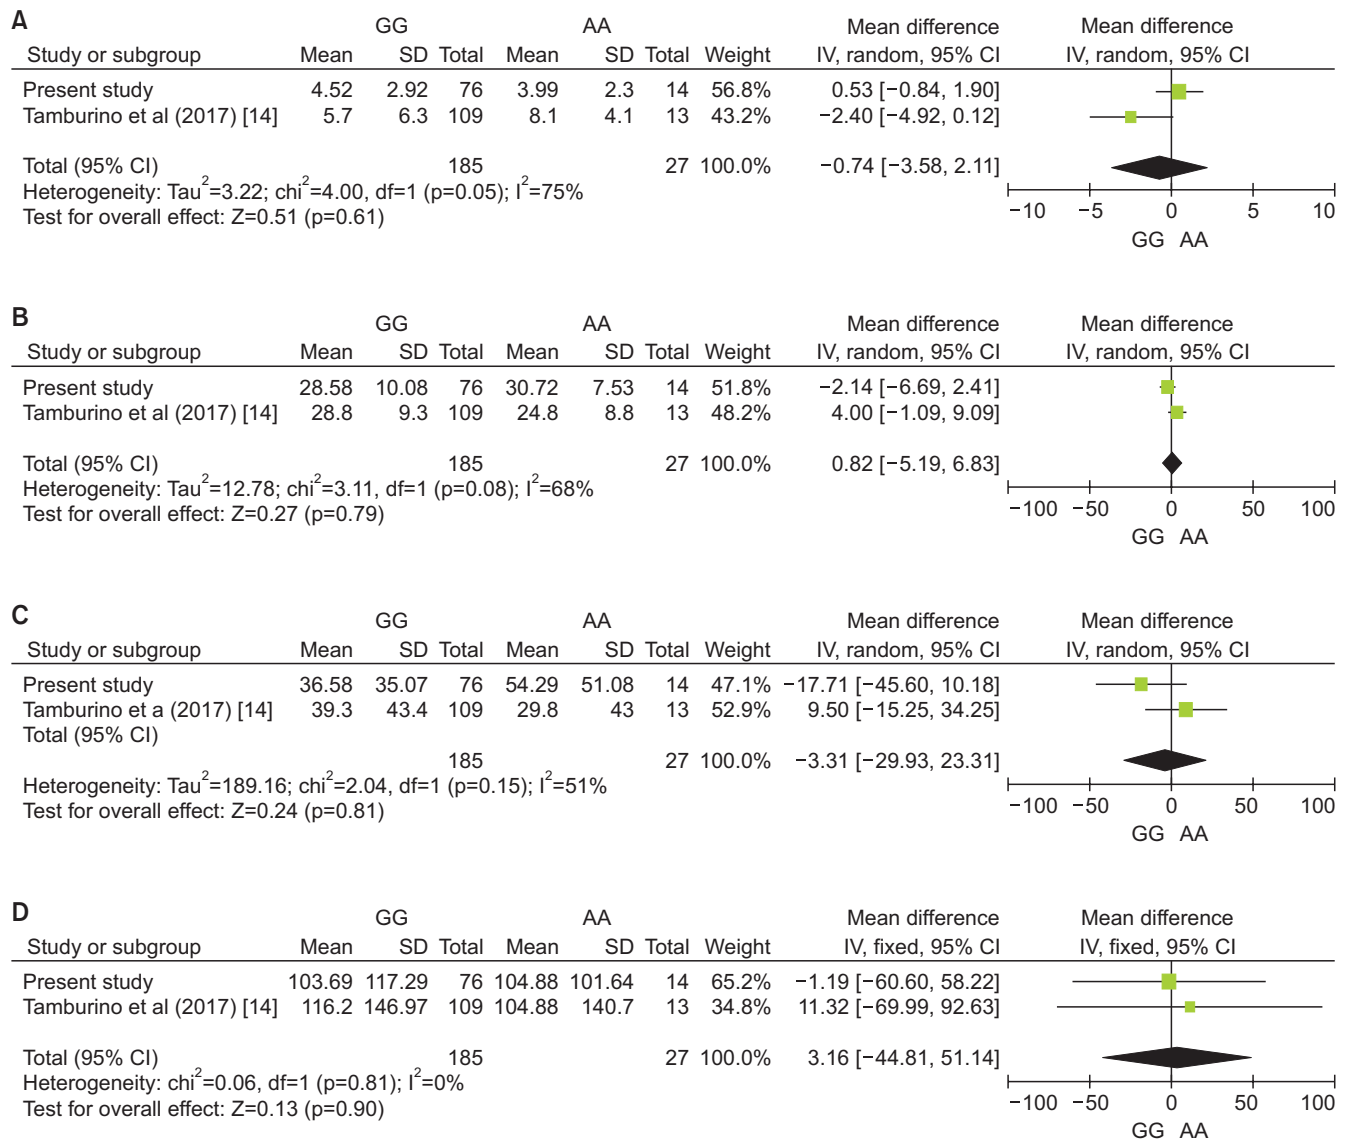 A
GG AA Mean difference Mean difference
Study or subgroup Mean SD Total Mean SD Total Weight IV, random, 95% CI IV, random, 95% CI
Present study 4.52 2.92 76 3.99 2.3 14 56.8% 0.53 [−0.84, 1.90]
Tamburino et al (2017) [14] 5.7 6.3 109 8.1 4.1 13 43.2% −2.40 [−4.92, 0.12]
Total (95% CI) 185 27 100.0% −0.74 [−3.58, 2.11]
Heterogeneity: Tau²=3.22; chi²=4.00, df=1 (p=0.05); I²=75%
Test for overall effect: Z=0.51 (p=0.61)
−10 −5 0 5 10
GG AA
B
GG AA Mean difference Mean difference
Study or subgroup Mean SD Total Mean SD Total Weight IV, random, 95% CI IV, random, 95% CI
Present study 28.58 10.08 76 30.72 7.53 14 51.8% −2.14 [−6.69, 2.41]
Tamburino et al (2017) [14] 28.8 9.3 109 24.8 8.8 13 48.2% 4.00 [−1.09, 9.09]
Total (95% CI) 185 27 100.0% 0.82 [−5.19, 6.83]
Heterogeneity: Tau²=12.78; chi²=3.11, df=1 (p=0.08); I²=68%
Test for overall effect: Z=0.27 (p=0.79)
−100 −50 0 50 100
GG AA
C
GG AA Mean difference Mean difference
Study or subgroup Mean SD Total Mean SD Total Weight IV, random, 95% CI IV, random, 95% CI
Present study 36.58 35.07 76 54.29 51.08 14 47.1% −17.71 [−45.60, 10.18]
Tamburino et a (2017) [14] 39.3 43.4 109 29.8 43 13 52.9% 9.50 [−15.25, 34.25]
Total (95% CI)
185 27 100.0% −3.31 [−29.93, 23.31]
Heterogeneity: Tau²=189.16; chi²=2.04, df=1 (p=0.15); I²=51%
Test for overall effect: Z=0.24 (p=0.81)
−100 −50 0 50 100
GG AA
D
GG AA Mean difference Mean difference
Study or subgroup Mean SD Total Mean SD Total Weight IV, fixed, 95% CI IV, fixed, 95% CI
Present study 103.69 117.29 76 104.88 101.64 14 65.2% −1.19 [−60.60, 58.22]
Tamburino et al (2017) [14] 116.2 146.97 109 104.88 140.7 13 34.8% 11.32 [−69.99, 92.63]
Total (95% CI) 185 27 100.0% 3.16 [−44.81, 51.14]
Heterogeneity: chi²=0.06, df=1 (p=0.81); I²=0%
Test for overall effect: Z=0.13 (p=0.90)
−100 −50 0 50 100
GG AA